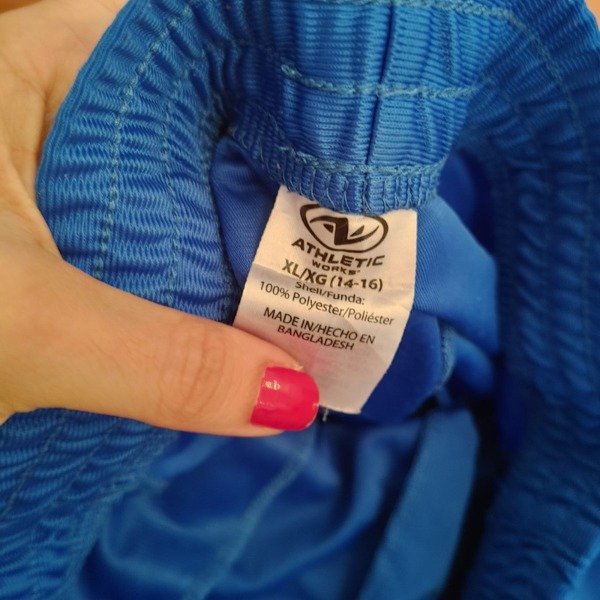 ATHLETIC
WORKS
XL/XG (14-16)
Shell/Funda:
100% Polyester/Poliéster
MADE IN/HECHO EN
BANGLADESH